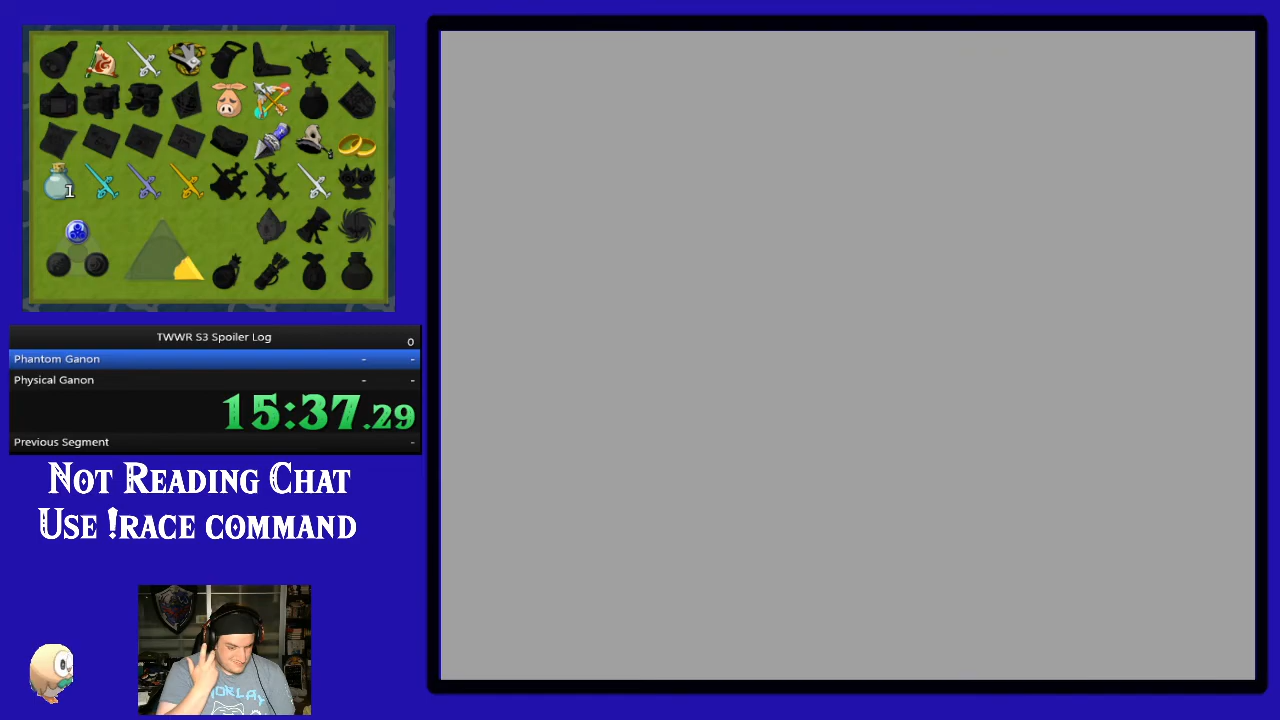 1
TWWR S3 Spoiler Log
0
Phantom Ganon - -
Physical Ganon - -
15:37.29
Previous Segment -
NOT READING CHAT
USE !RACE COMMAND